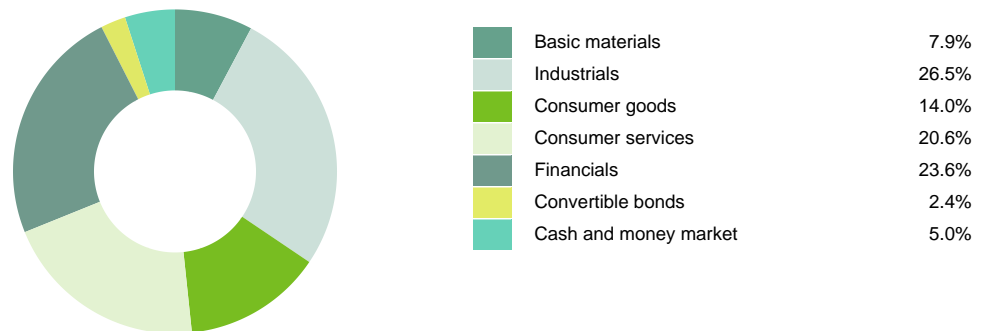 Basic materials 7.9%
Industrials 26.5%
Consumer goods 14.0%
Consumer services 20.6%
Financials 23.6%
Convertible bonds 2.4%
Cash and money market 5.0%